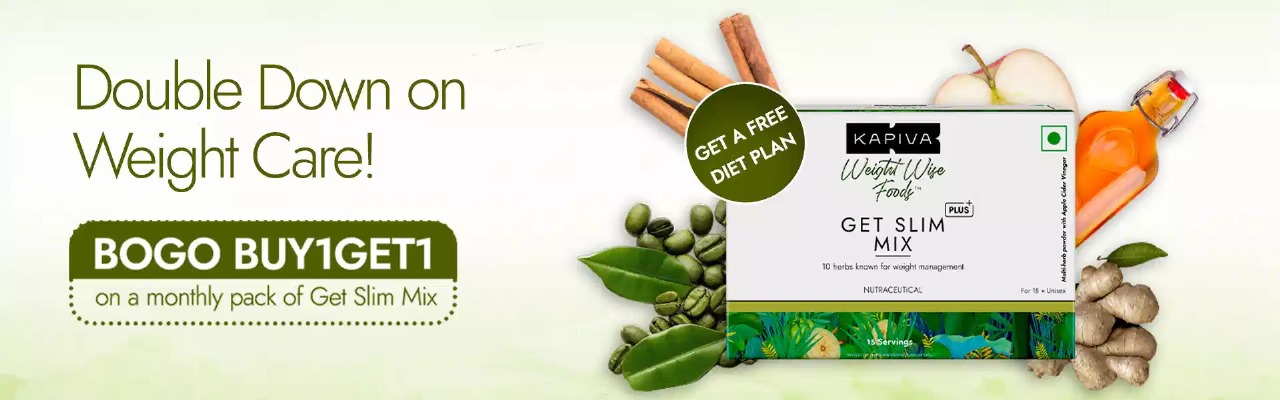 Double Down on
Weight Care!
BOGO BUY1GET1
on a monthly pack of Get Slim Mix
GET A FREE
DIET PLAN
KAPIVA
Weight Wise
Foods™
GET SLIM
PLUS+
MIX
10 herbs known for weight management
NUTRACEUTICAL
For 18 + Unisex
Multi-herb powder with Apple Cider Vinegar
15 Servings